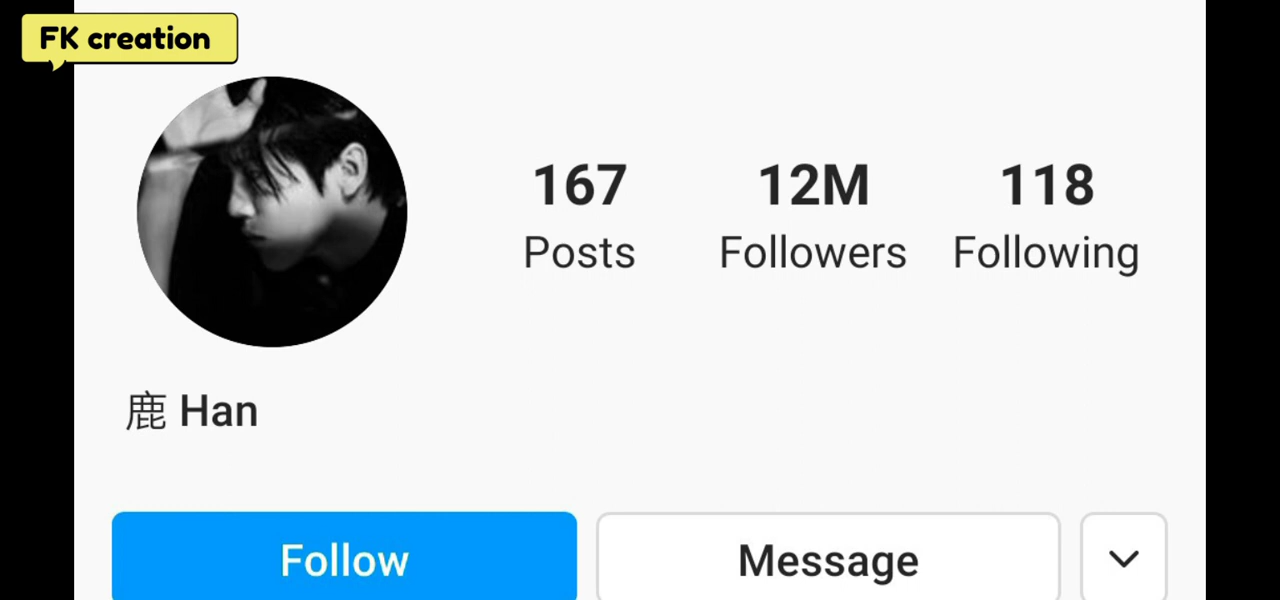 FK creation
167 12M 118
Posts Followers Following
鹿 Han
Follow Message